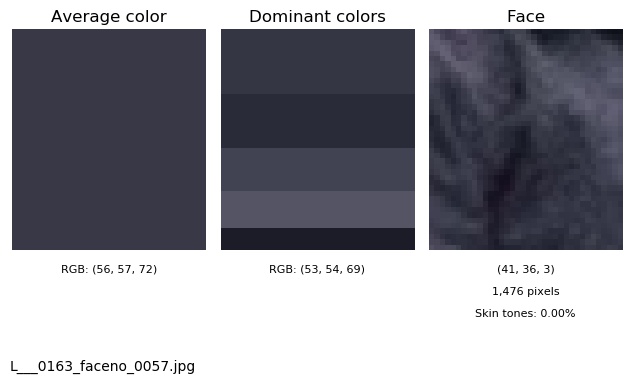 Average color
Dominant colors
Face
RGB: (56, 57, 72)
RGB: (53, 54, 69)
(41, 36, 3)
1,476 pixels
Skin tones: 0.00%
L___0163_faceno_0057.jpg